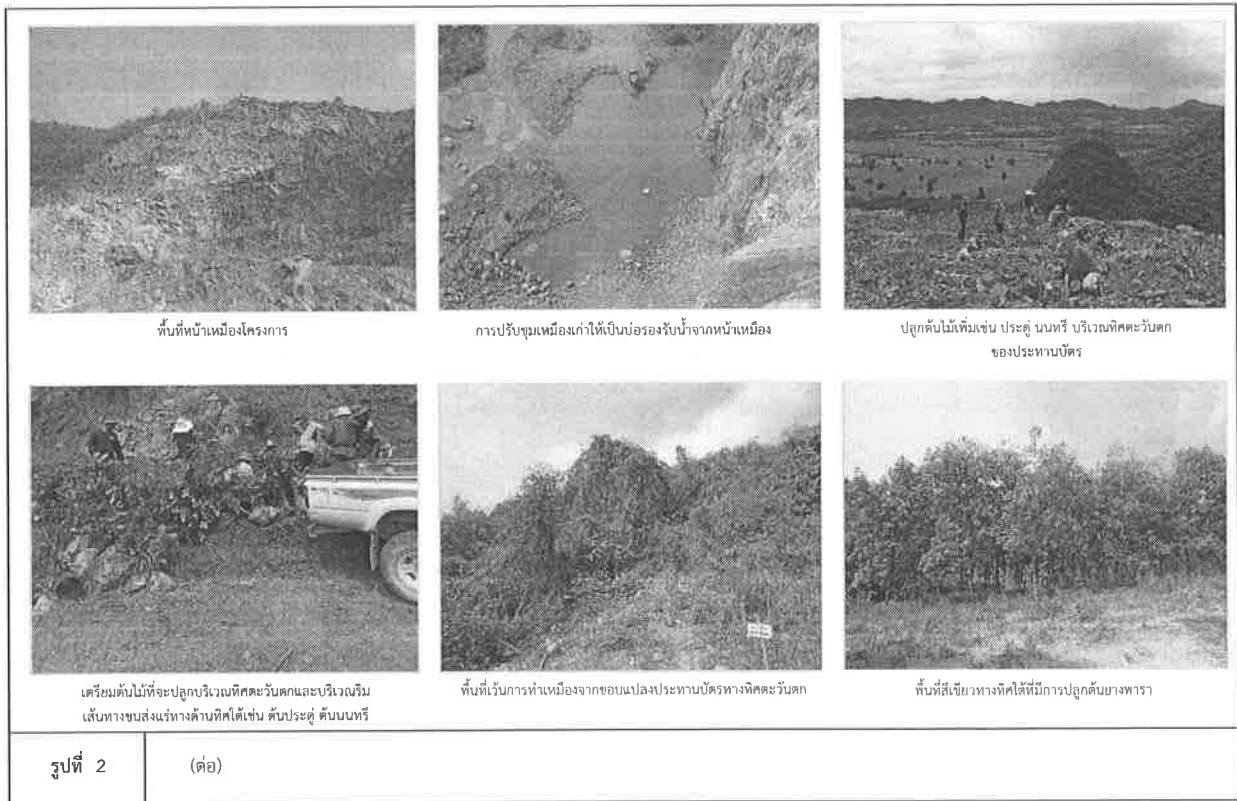 พื้นที่หน้าเหมืองโครงการ
การปรับขุมเหมืองเก่าให้เป็นบ่อรองรับน้ำจากหน้าเหมือง
ปลูกต้นไม้เพิ่มเช่น ประดู่ นนทรี บริเวณทิศตะวันตก
ของประทานบัตร
เตรียมต้นไม้ที่จะปลูกบริเวณทิศตะวันตกและบริเวณริม
เส้นทางขนส่งแร่ทางด้านทิศใต้เช่น ต้นประดู่ ต้นนนทรี
พื้นที่เว้นการทำเหมืองจากขอบแปลงประทานบัตรทางทิศตะวันตก
พื้นที่สีเขียวทางทิศใต้ที่มีการปลูกต้นยางพารา
รูปที่ 2
(ต่อ)